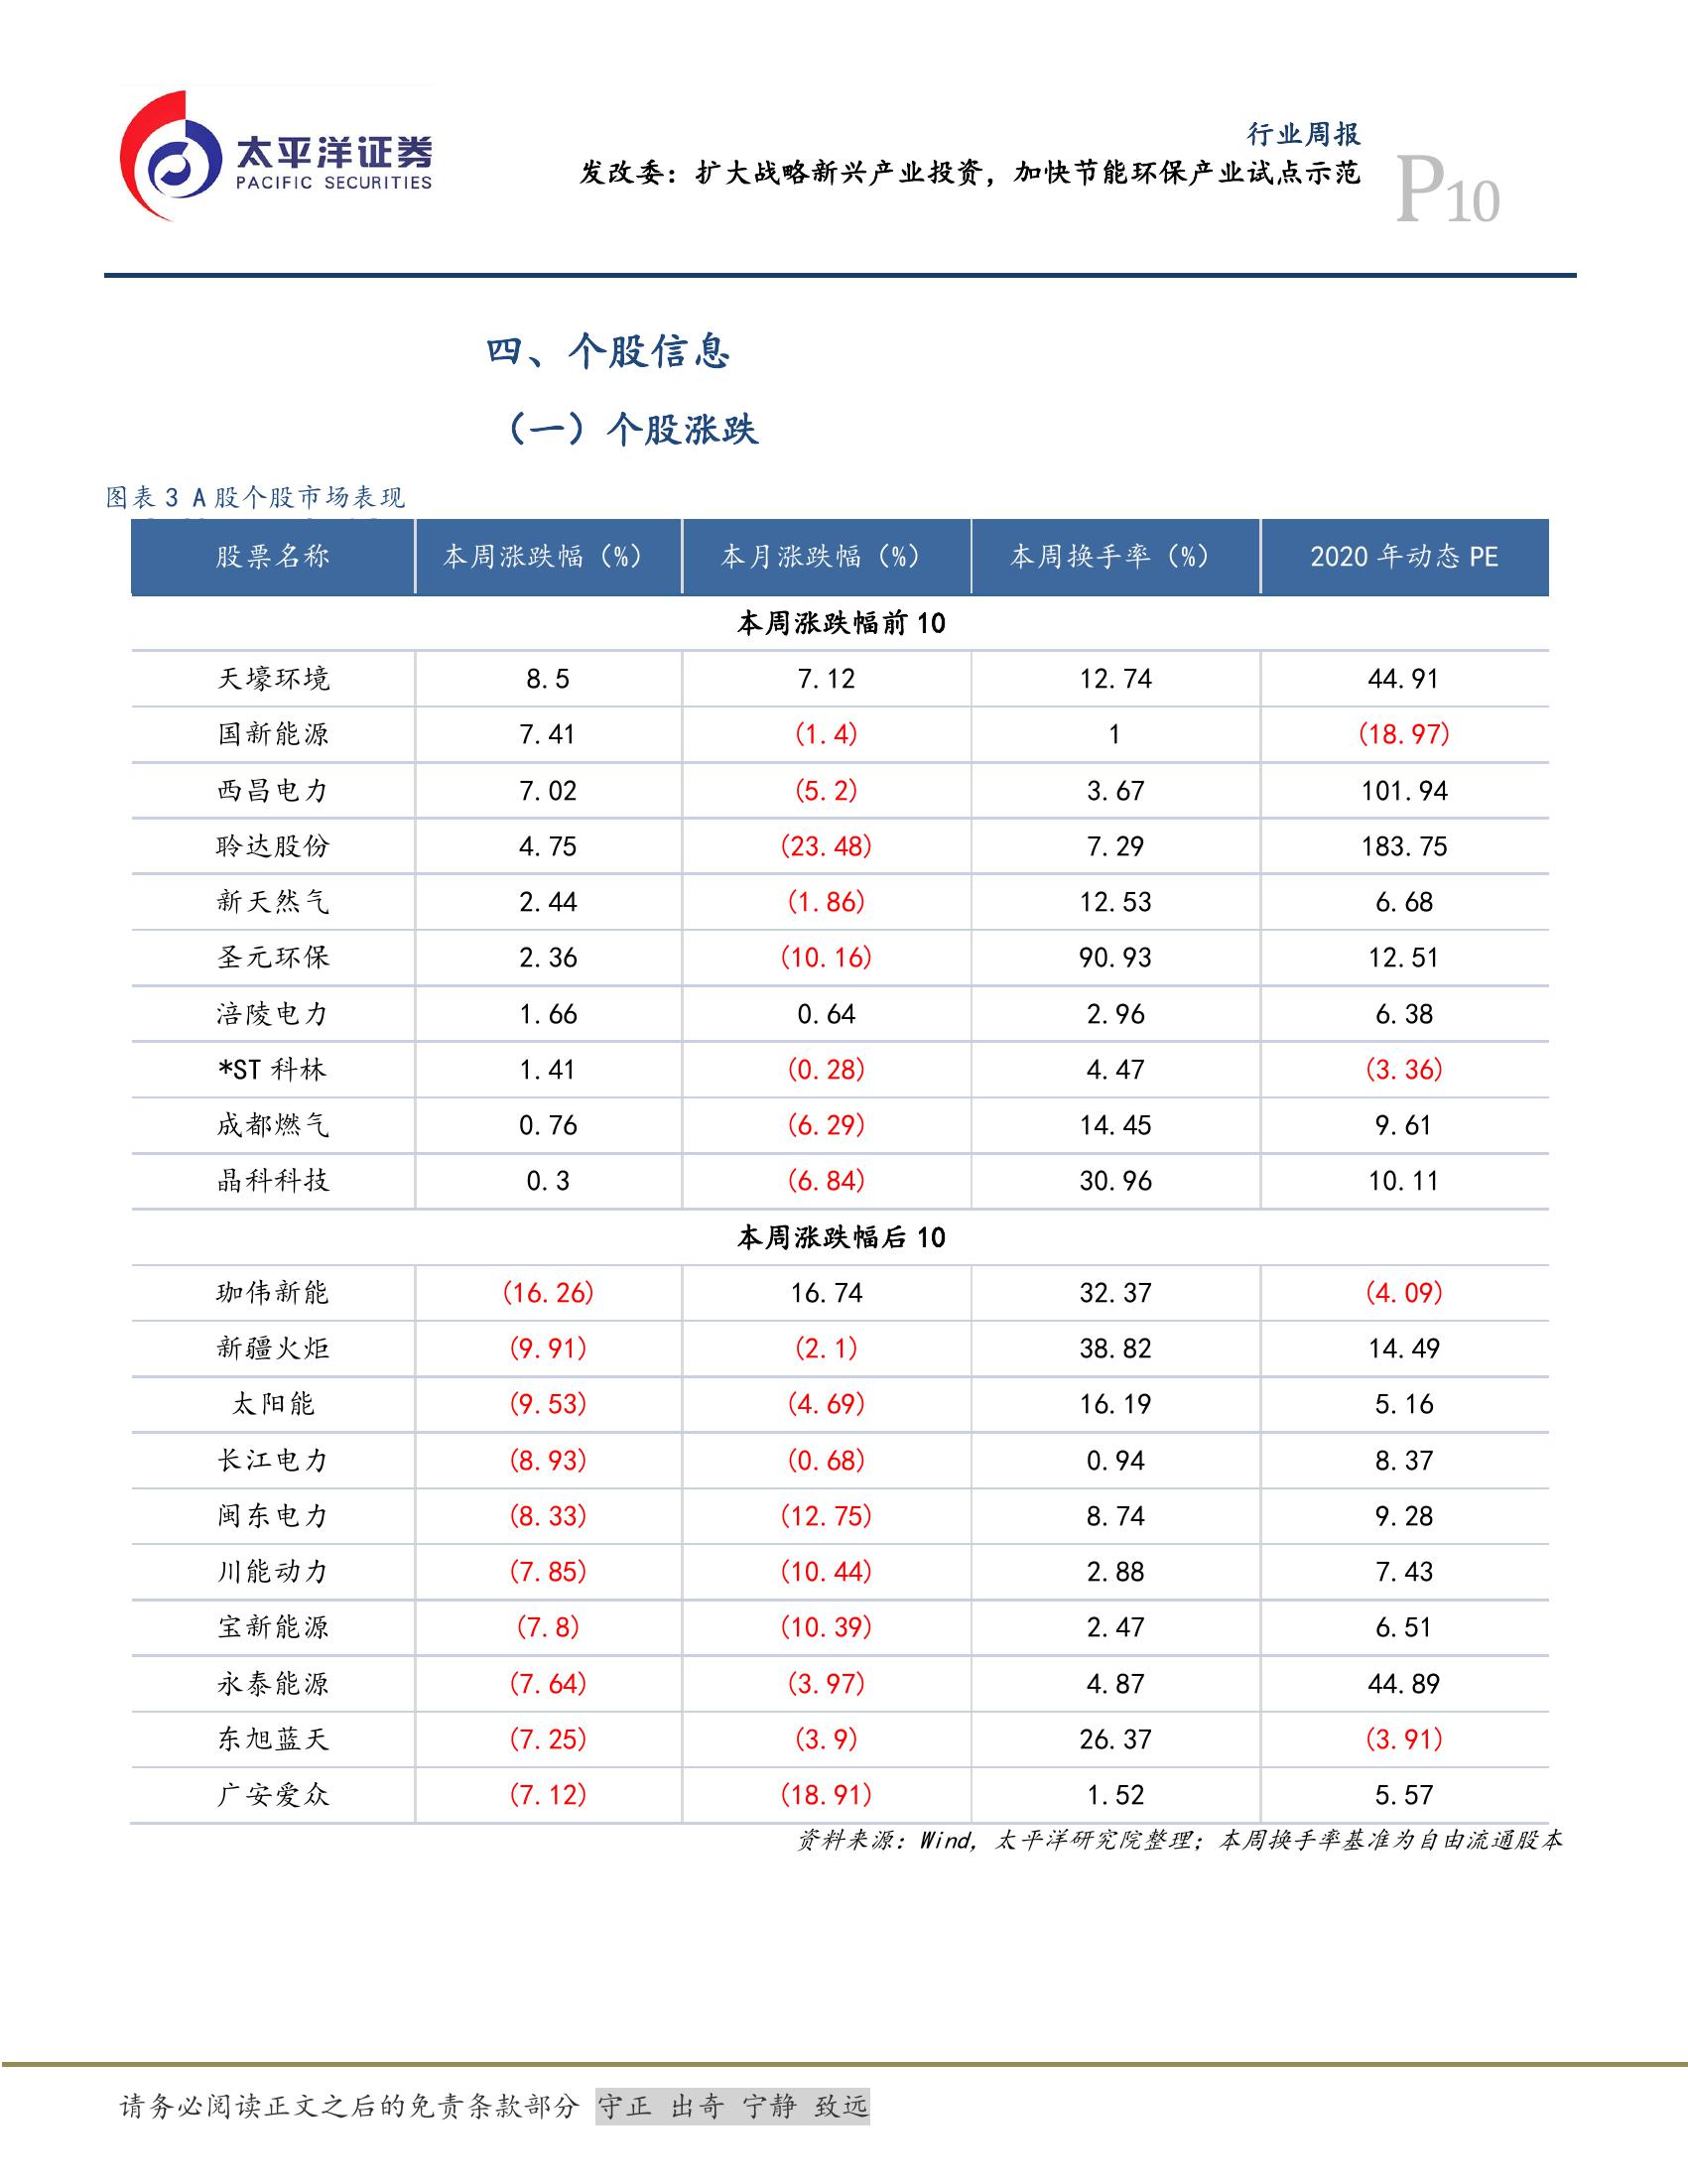 太平洋证券
PACIFIC SECURITIES
行业周报
发改委：扩大战略新兴产业投资，加快节能环保产业试点示范
P10
四、个股信息
（一）个股涨跌
图表 3 A 股个股市场表现
股票名称 本周涨跌幅（%） 本月涨跌幅（%） 本周换手率（%） 2020 年动态 PE
本周涨跌幅前 10
天壕环境 8.5 7.12 12.74 44.91
国新能源 7.41 (1.4) 1 (18.97)
西昌电力 7.02 (5.2) 3.67 101.94
聆达股份 4.75 (23.48) 7.29 183.75
新天然气 2.44 (1.86) 12.53 6.68
圣元环保 2.36 (10.16) 90.93 12.51
涪陵电力 1.66 0.64 2.96 6.38
*ST 科林 1.41 (0.28) 4.47 (3.36)
成都燃气 0.76 (6.29) 14.45 9.61
晶科科技 0.3 (6.84) 30.96 10.11
本周涨跌幅后 10
珈伟新能 (16.26) 16.74 32.37 (4.09)
新疆火炬 (9.91) (2.1) 38.82 14.49
太阳能 (9.53) (4.69) 16.19 5.16
长江电力 (8.93) (0.68) 0.94 8.37
闽东电力 (8.33) (12.75) 8.74 9.28
川能动力 (7.85) (10.44) 2.88 7.43
宝新能源 (7.8) (10.39) 2.47 6.51
永泰能源 (7.64) (3.97) 4.87 44.89
东旭蓝天 (7.25) (3.9) 26.37 (3.91)
广安爱众 (7.12) (18.91) 1.52 5.57
资料来源：Wind，太平洋研究院整理；本周换手率基准为自由流通股本
请务必阅读正文之后的免责条款部分 守正 出奇 宁静 致远